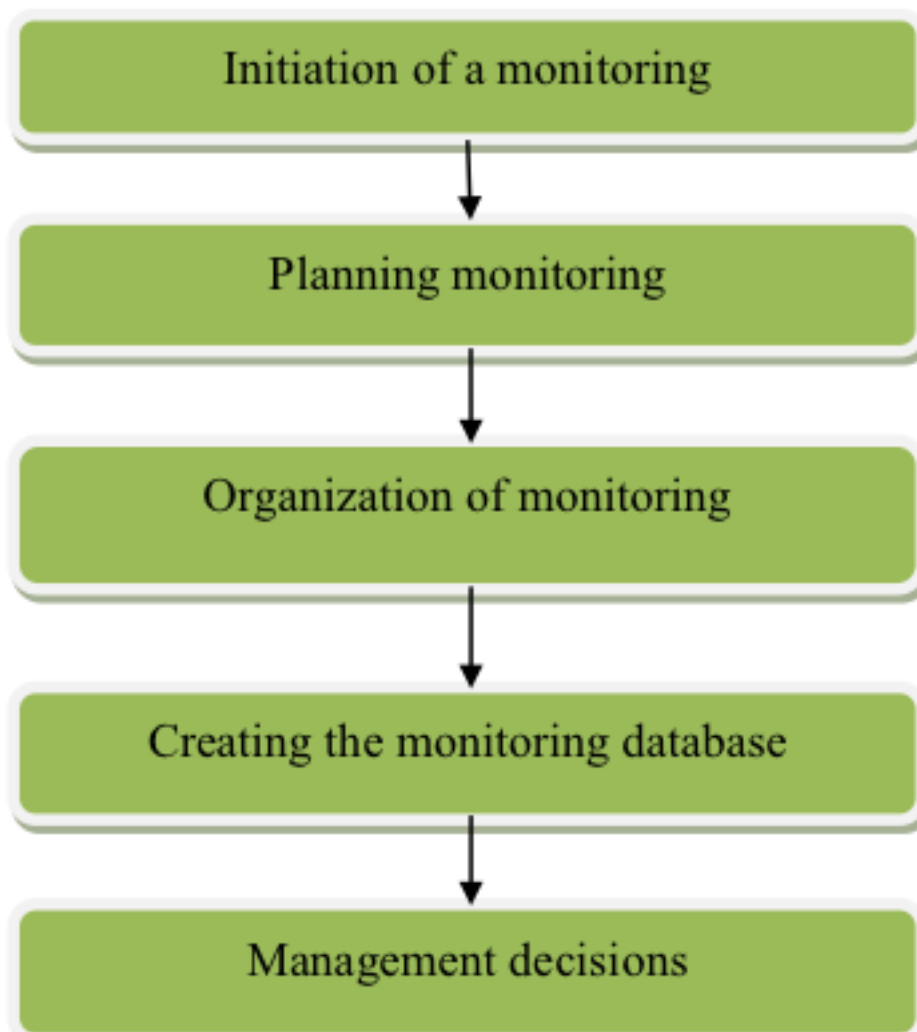 Initiation of a monitoring
Planning monitoring
Organization of monitoring
Creating the monitoring database
Management decisions